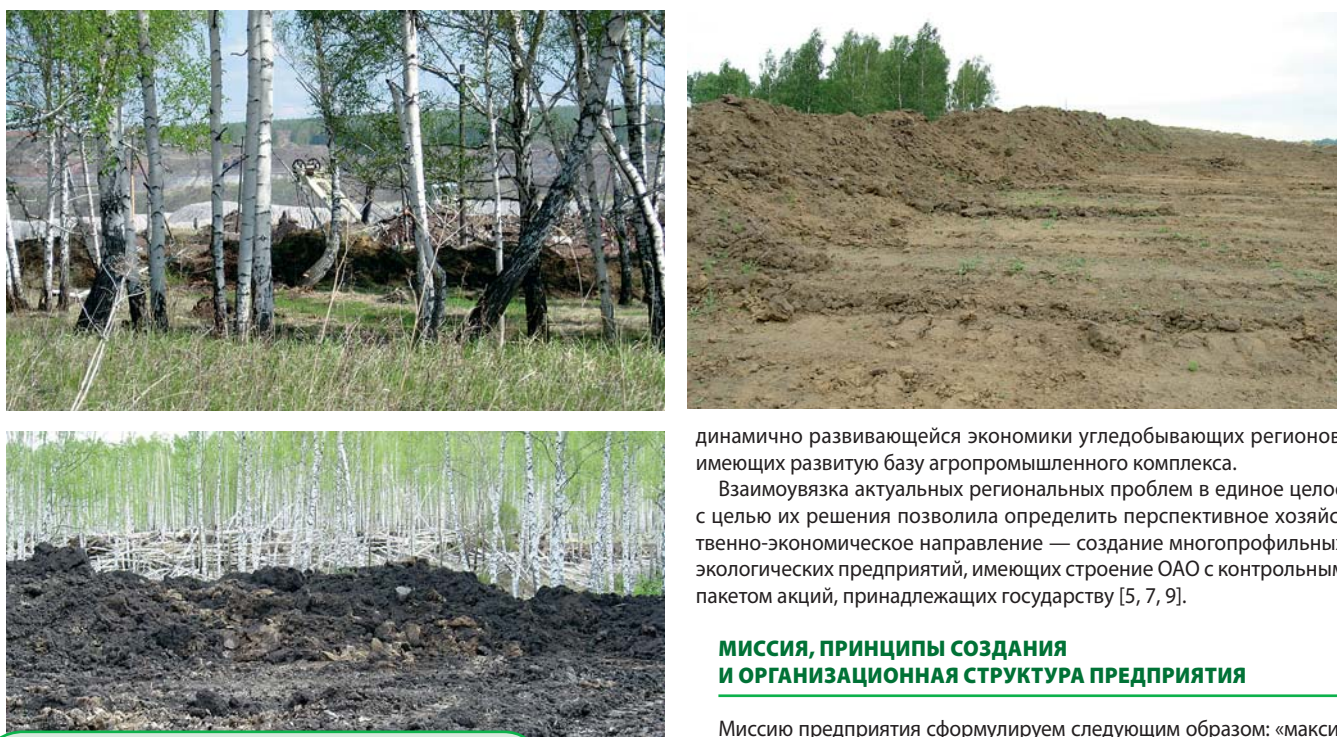 динамично развивающейся экономики угледобывающих регионов
имеющих развитую базу агропромышленного комплекса.
Взаимоувязка актуальных региональных проблем в единое целое
с целью их решения позволила определить перспективное хозяйс
твенно-экономическое направление — создание многопрофильных
экологических предприятий, имеющих строение ОАО с контрольным
пакетом акций, принадлежащих государству [5, 7, 9].
МИССИЯ, ПРИНЦИПЫ СОЗДАНИЯ
И ОРГАНИЗАЦИОННАЯ СТРУКТУРА ПРЕДПРИЯТИЯ
Миссию предприятия сформулируем следующим образом: «макси